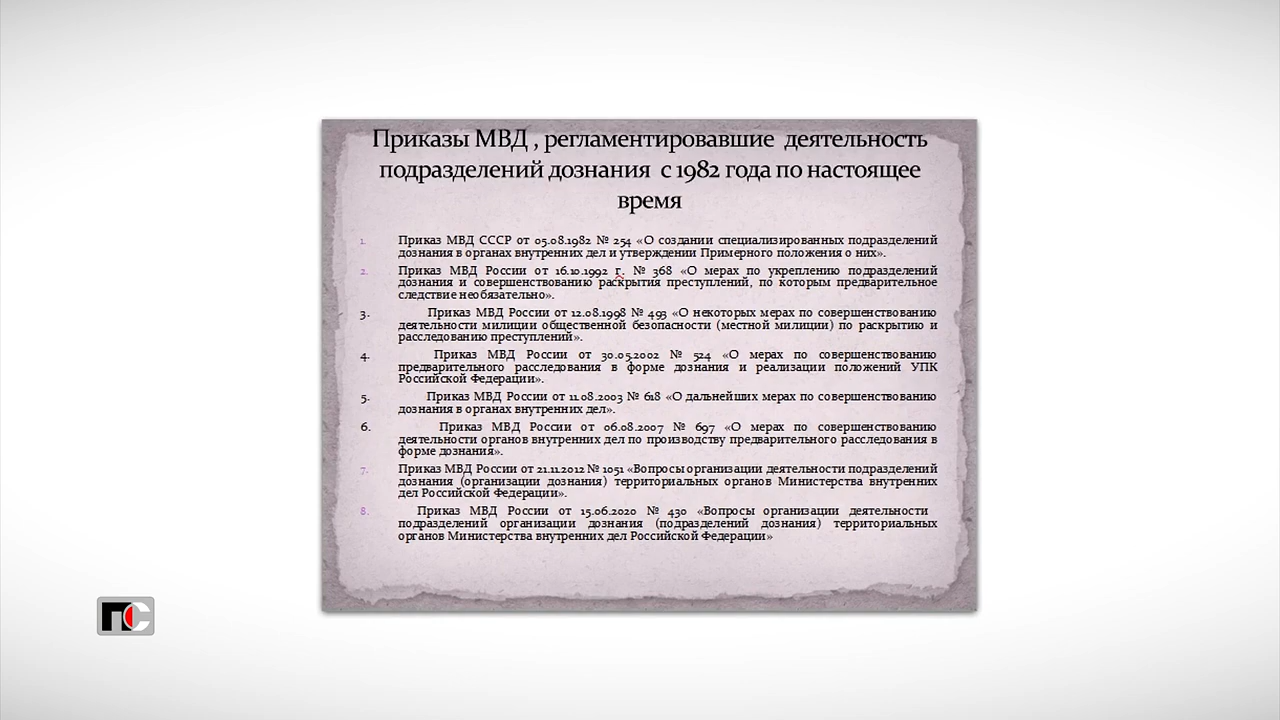 Приказы МВД , регламентировавшие деятельность
подразделений дознания с 1982 года по настоящее
время
1. Приказ МВД СССР от 05.08.1982 № 254 «О создании специализированных подразделений
дознания в органах внутренних дел и утверждении Примерного положения о них».
2. Приказ МВД России от 16.10.1992 г. № 368 «О мерах по укреплению подразделений
дознания и совершенствованию раскрытия преступлений, по которым предварительное
следствие необязательно».
3. Приказ МВД России от 12.08.1998 № 493 «О некоторых мерах по совершенствованию
деятельности милиции общественной безопасности (местной милиции) по раскрытию и
расследованию преступлений».
4. Приказ МВД России от 30.05.2002 № 524 «О мерах по совершенствованию
предварительного расследования в форме дознания и реализации положений УПК
Российской Федерации».
5. Приказ МВД России от 11.08.2003 № 618 «О дальнейших мерах по совершенствованию
дознания в органах внутренних дел».
6. Приказ МВД России от 06.08.2007 № 697 «О мерах по совершенствованию
деятельности органов внутренних дел по производству предварительного расследования в
форме дознания».
7. Приказ МВД России от 21.11.2012 № 1051 «Вопросы организации деятельности подразделений
дознания (организации дознания) территориальных органов Министерства внутренних
дел Российской Федерации».
8. Приказ МВД России от 15.06.2020 № 430 «Вопросы организации деятельности
подразделений организации дознания (подразделений дознания) территориальных
органов Министерства внутренних дел Российской Федерации»
ПС